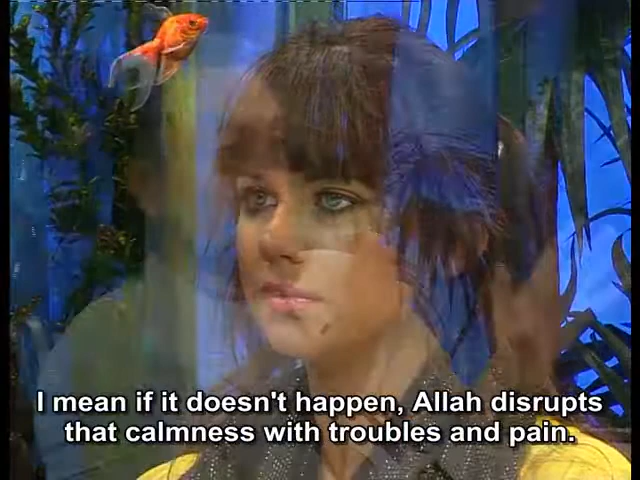 I mean if it doesn't happen, Allah disrupts
that calmness with troubles and pain.